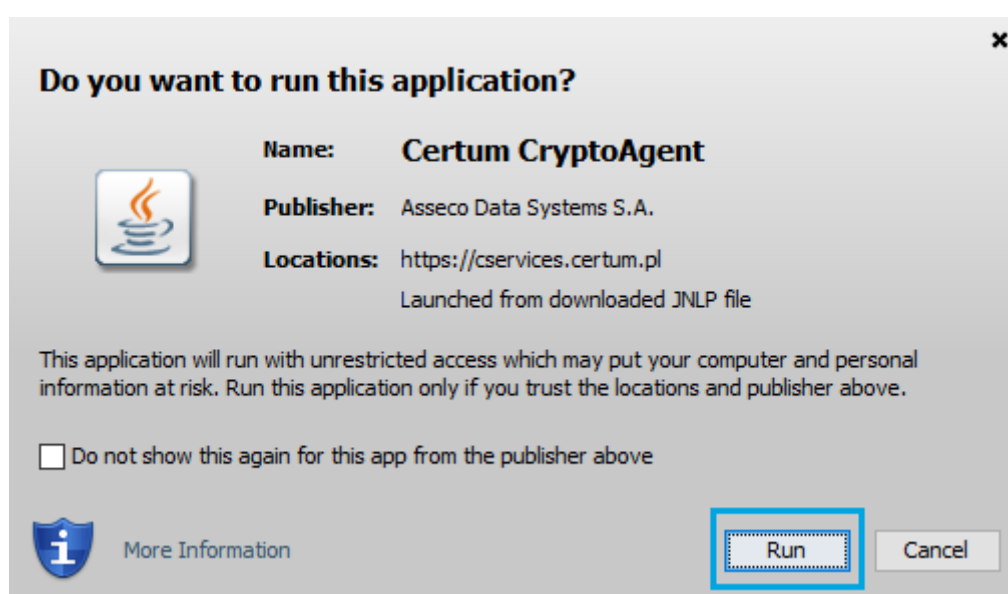 Do you want to run this application?
Name: Certum CryptoAgent
Publisher: Asseco Data Systems S.A.
Locations: https://cservices.certum.pl
Launched from downloaded JNLP file
This application will run with unrestricted access which may put your computer and personal
information at risk. Run this application only if you trust the locations and publisher above.
Do not show this again for this app from the publisher above
More Information Run Cancel